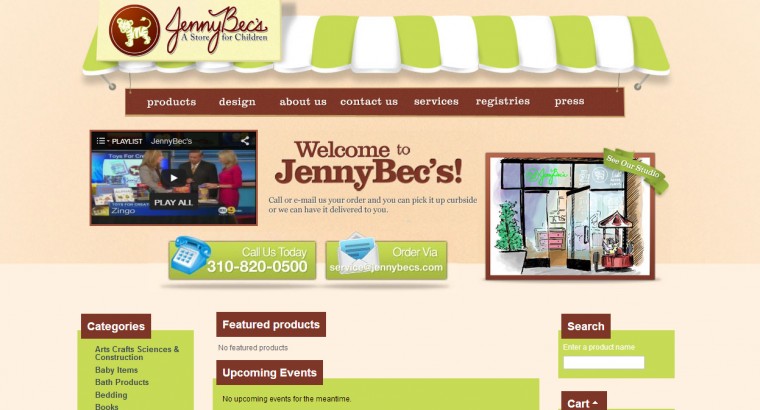 JennyBec's
A Store for Children
products design about us contact us services registries press
PLAYLIST JennyBec's
Toys For
PLAY ALL
Zingo
Welcome to
JennyBec's!
Call or e-mail us your order and you can pick it up curbside
or we can have it delivered to you.
See Our Studio
JennyBec's
Call Us Today
310-820-0500
Order Via
service@jennybecs.com
Categories
Arts Crafts Sciences &
Construction
Baby Items
Bath Products
Bedding
Books
Featured products
No featured products
Upcoming Events
No upcoming events for the meantime.
Search
Enter a product name
Cart